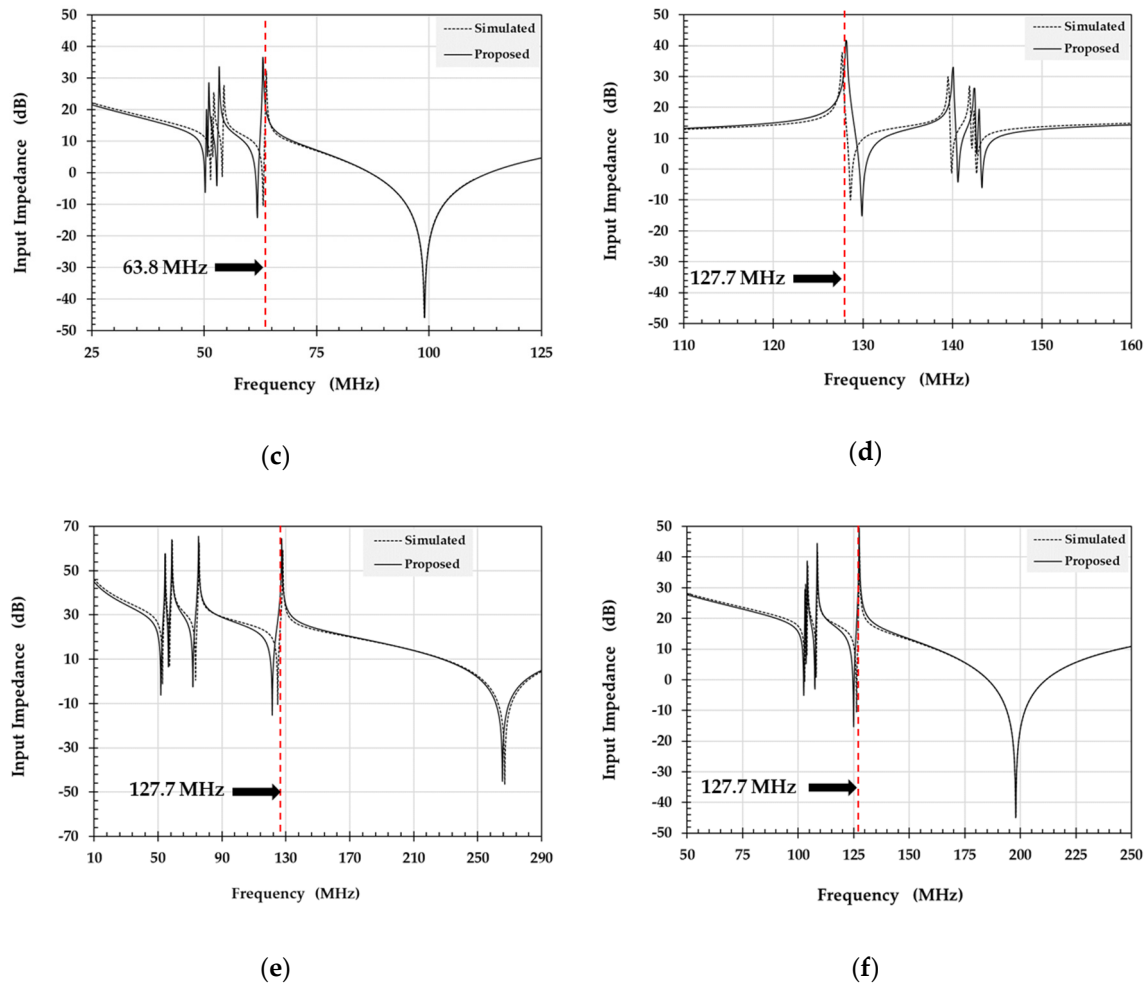 50
40
30
20
10
0
-10
-20
-30
-40
-50
Input Impedance (dB)
Simulated
Proposed
63.8 MHz
25 50 75 100 125
Frequency (MHz)
(c)
50
40
30
20
10
0
-10
-20
-30
-40
-50
Input Impedance (dB)
Simulated
Proposed
127.7 MHz
110 120 130 140 150 160
Frequency (MHz)
(d)
70
50
30
10
-10
-30
-50
-70
Input Impedance (dB)
Simulated
Proposed
127.7 MHz
10 50 90 130 170 210 250 290
Frequency (MHz)
(e)
50
40
30
20
10
0
-10
-20
-30
-40
-50
Input Impedance (dB)
Simulated
Proposed
127.7 MHz
50 75 100 125 150 175 200 225 250
Frequency (MHz)
(f)